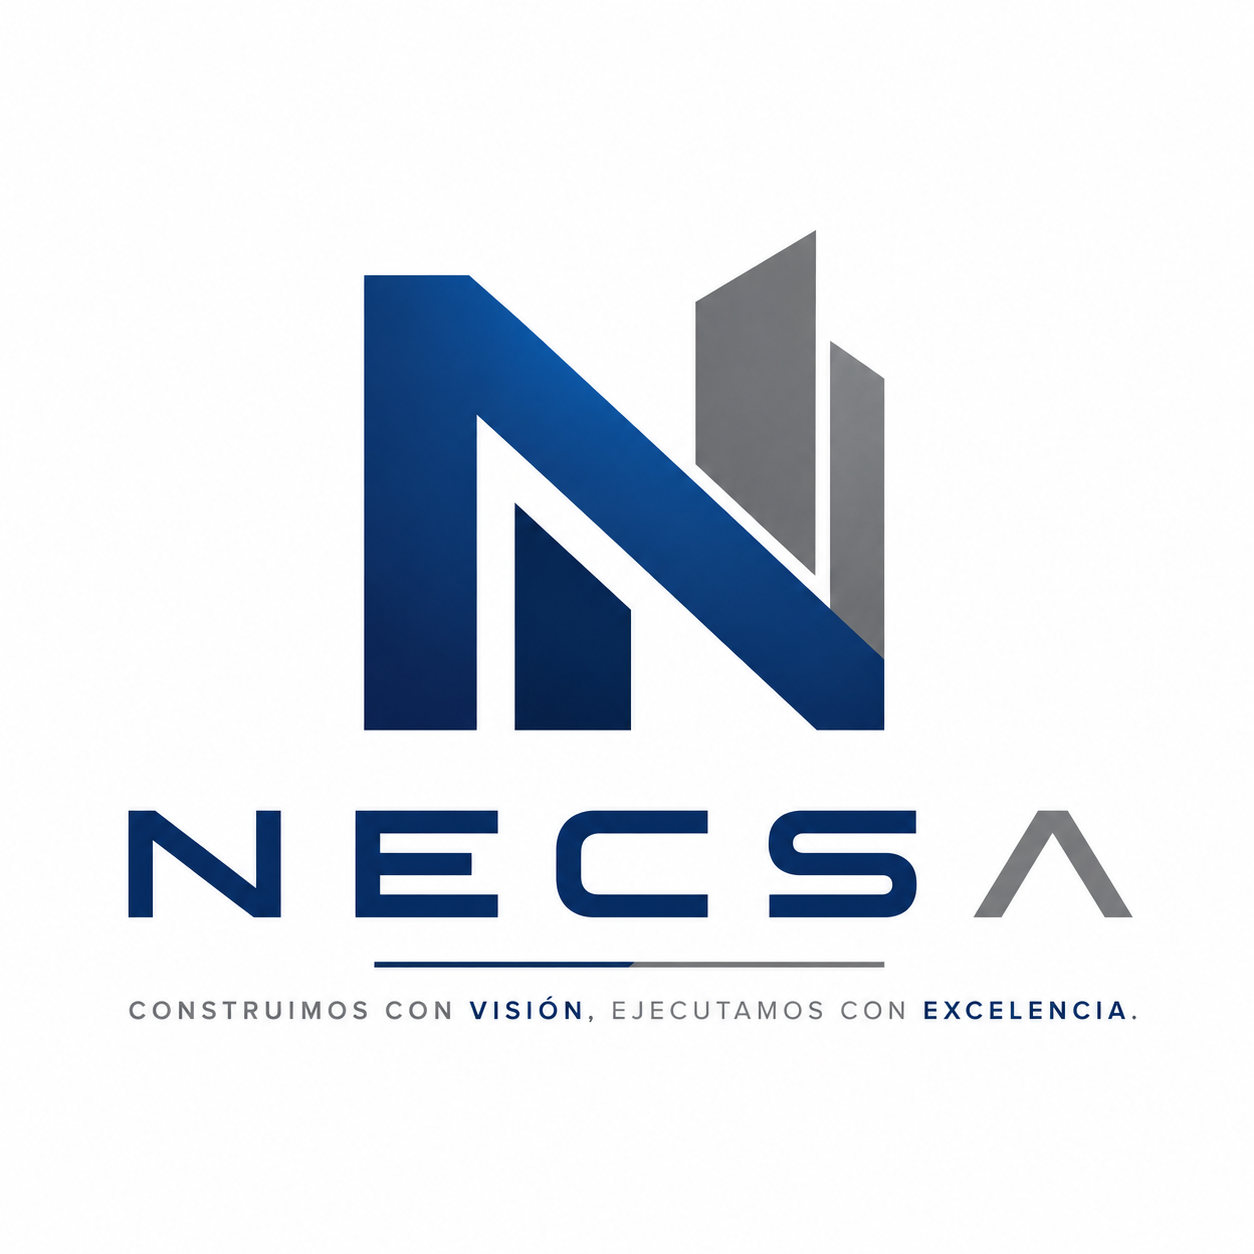 NECSA
CONSTRUIMOS CON VISIÓN, EJECUTAMOS CON EXCELENCIA.